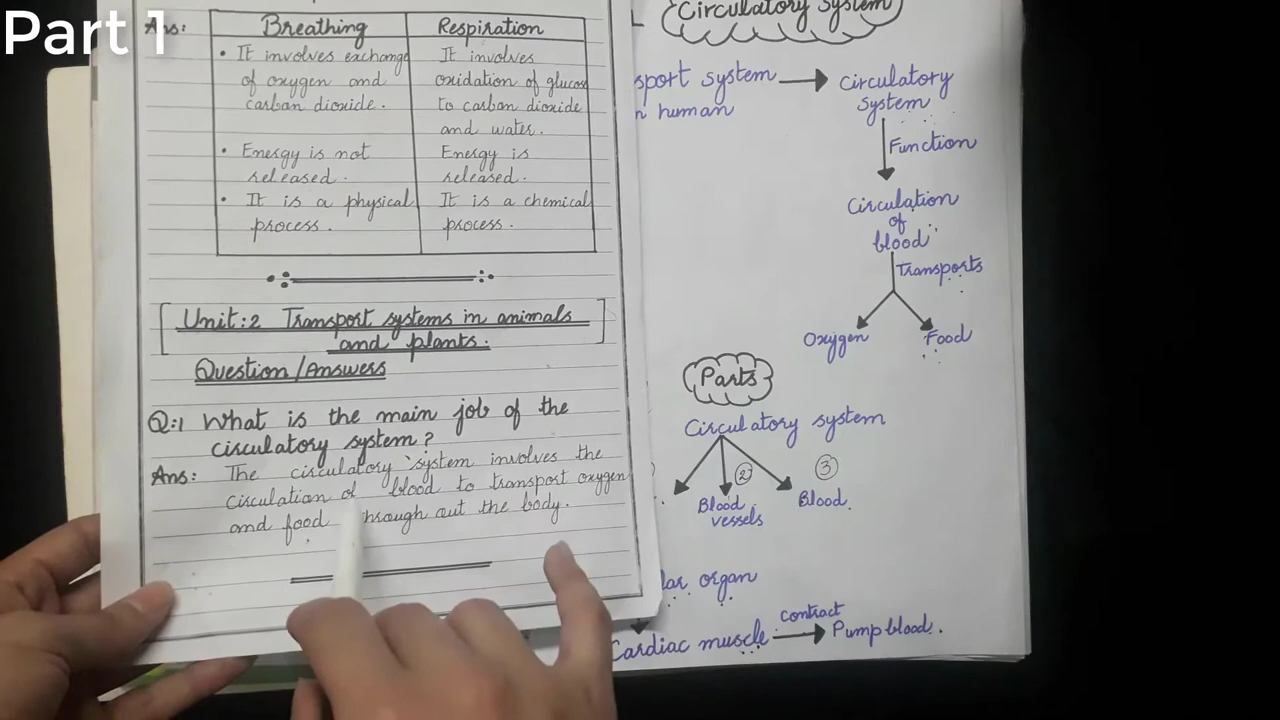 Part 1
Ans:
Breathing
Respiration
• It involves exchange
of oxygen and
carban dioxide.
It involves
oxidation of glucose
to carban dioxide
and water.
• Energy is not
released.
Energy is
released.
• It is a physical
process.
It is a chemical
process.
Unit:2 Transport systems in animals
and plants.
Question/Answers
Q:1 What is the main job of the
circulatory system?
Ans: The circulatory system involves the
circulation of blood to transport oxygen
and food through out the body.
Circulatory System
sport system → Circulatory
System
n human
Function
Circulation
of
blood
Transports
Oxygen
Food
Parts
Circulatory system
②
③
Blood
vessels
Blood.
lar organ
Cardiac muscle
contract
Pump blood.